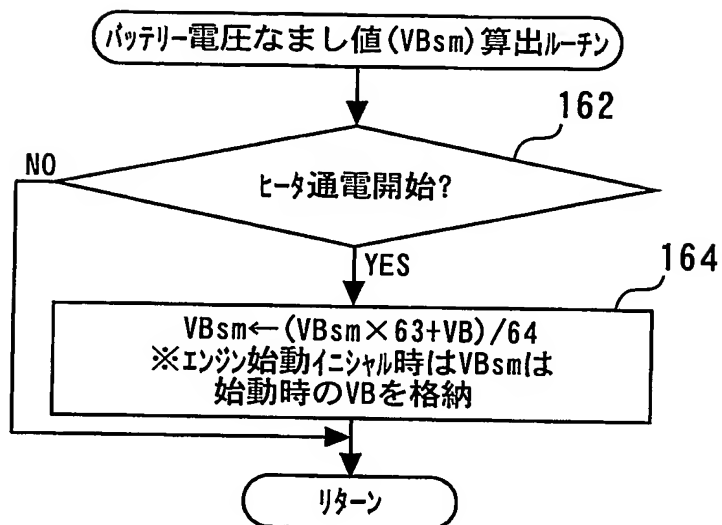 バッテリー電圧なまし値(VBsm)算出ルーチン
162
ヒータ通電開始?
NO
YES
164
VBsm←(VBsm×63+VB)/64
※エンジン始動イニシャル時はVBsmは
始動時のVBを格納
リターン